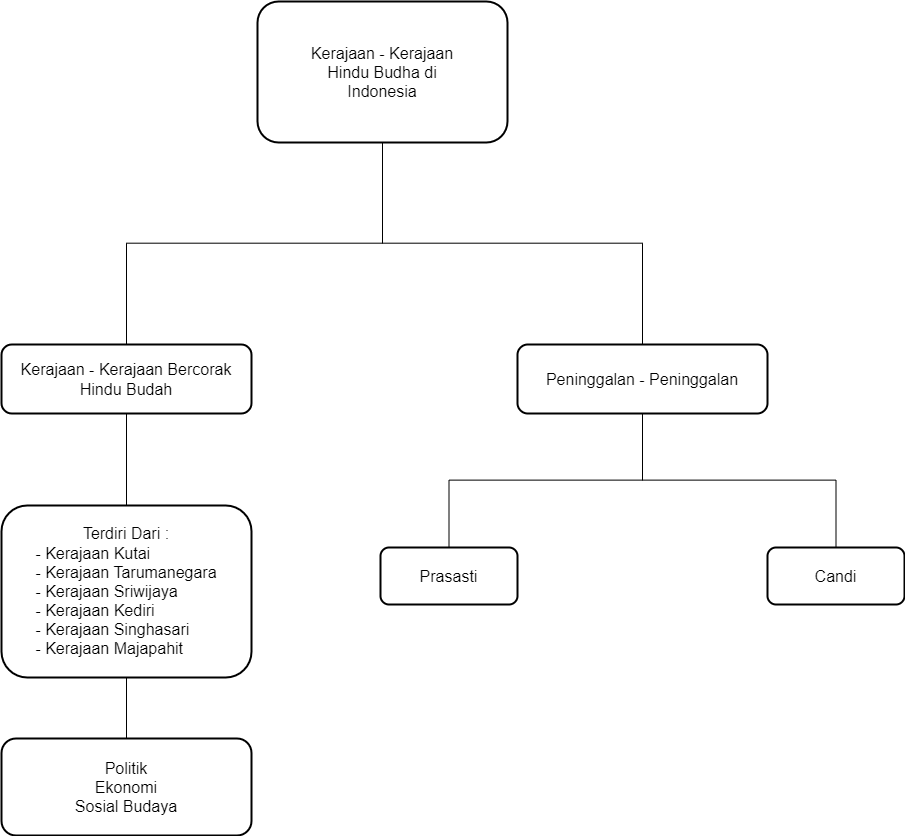 Kerajaan - Kerajaan
Hindu Budha di
Indonesia
Kerajaan - Kerajaan Bercorak
Hindu Budah
Peninggalan - Peninggalan
Terdiri Dari :
- Kerajaan Kutai
- Kerajaan Tarumanegara
- Kerajaan Sriwijaya
- Kerajaan Kediri
- Kerajaan Singhasari
- Kerajaan Majapahit
Prasasti
Candi
Politik
Ekonomi
Sosial Budaya